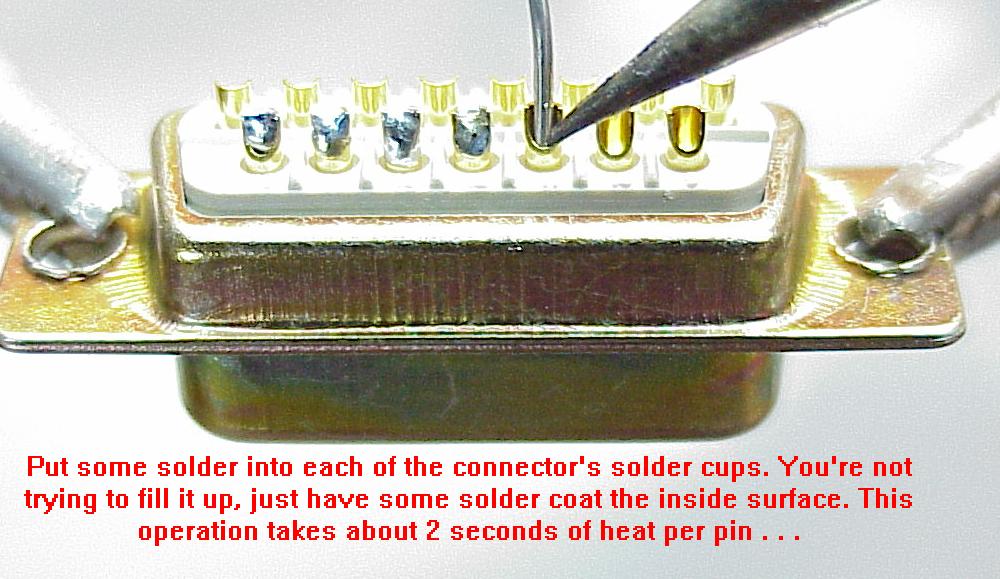 Put some solder into each of the connector's solder cups. You're not
trying to fill it up, just have some solder coat the inside surface. This
operation takes about 2 seconds of heat per pin . . .